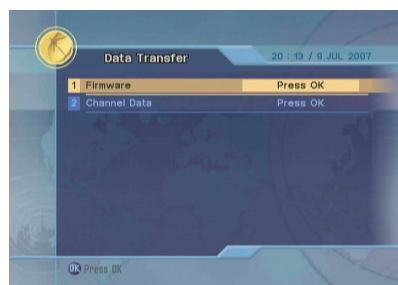 Data Transfer 20 : 13 / 9 JUL 2007
1 Firmware Press OK
2 Channel Data Press OK
OK Press OK